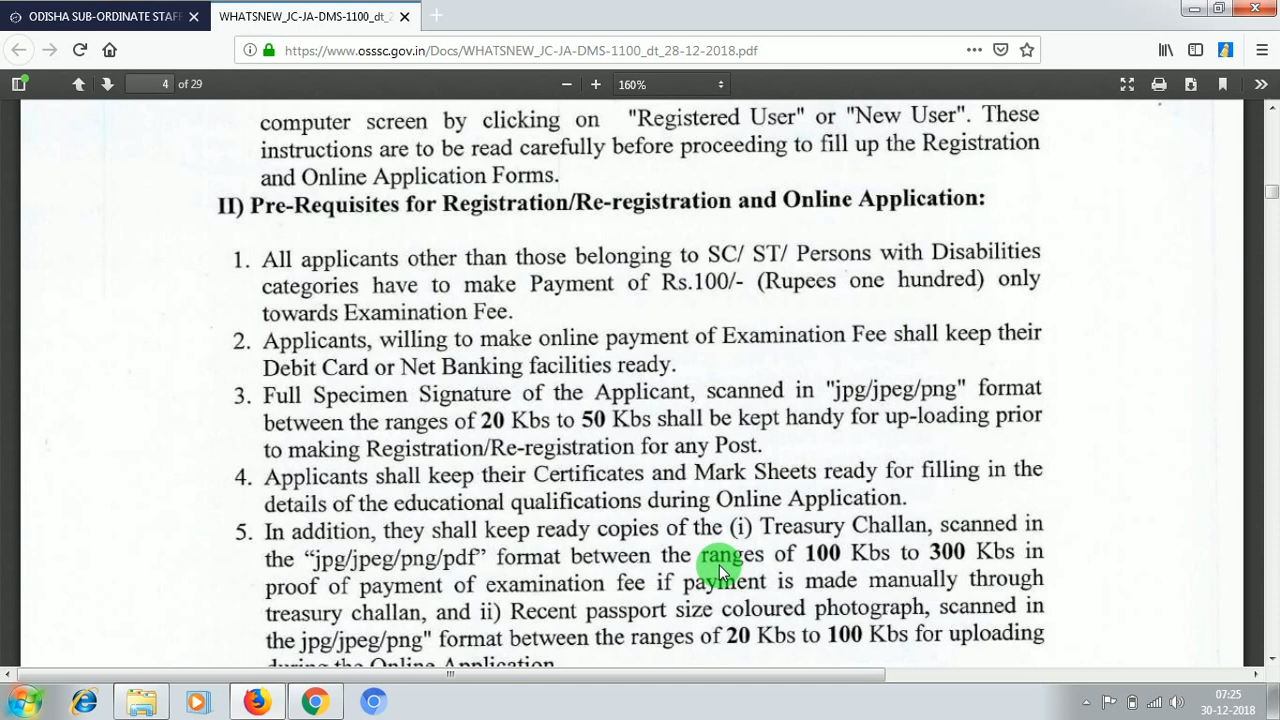 ODISHA SUB-ORDINATE STAFF
WHATSNEW_JC-JA-DMS-1100_dt_2
https://www.osssc.gov.in/Docs/WHATSNEW_JC-JA-DMS-1100_dt_28-12-2018.pdf
4 of 29
160%
computer screen by clicking on "Registered User" or "New User". These
instructions are to be read carefully before proceeding to fill up the Registration
and Online Application Forms.
II) Pre-Requisites for Registration/Re-registration and Online Application:
1. All applicants other than those belonging to SC/ ST/ Persons with Disabilities
categories have to make Payment of Rs.100/- (Rupees one hundred) only
towards Examination Fee.
2. Applicants, willing to make online payment of Examination Fee shall keep their
Debit Card or Net Banking facilities ready.
3. Full Specimen Signature of the Applicant, scanned in "jpg/jpeg/png" format
between the ranges of 20 Kbs to 50 Kbs shall be kept handy for up-loading prior
to making Registration/Re-registration for any Post.
4. Applicants shall keep their Certificates and Mark Sheets ready for filling in the
details of the educational qualifications during Online Application.
5. In addition, they shall keep ready copies of the (i) Treasury Challan, scanned in
the “jpg/jpeg/png/pdf” format between the ranges of 100 Kbs to 300 Kbs in
proof of payment of examination fee if payment is made manually through
treasury challan, and ii) Recent passport size coloured photograph, scanned in
the jpg/jpeg/png" format between the ranges of 20 Kbs to 100 Kbs for uploading
during the Online Application
07:25
30-12-2018